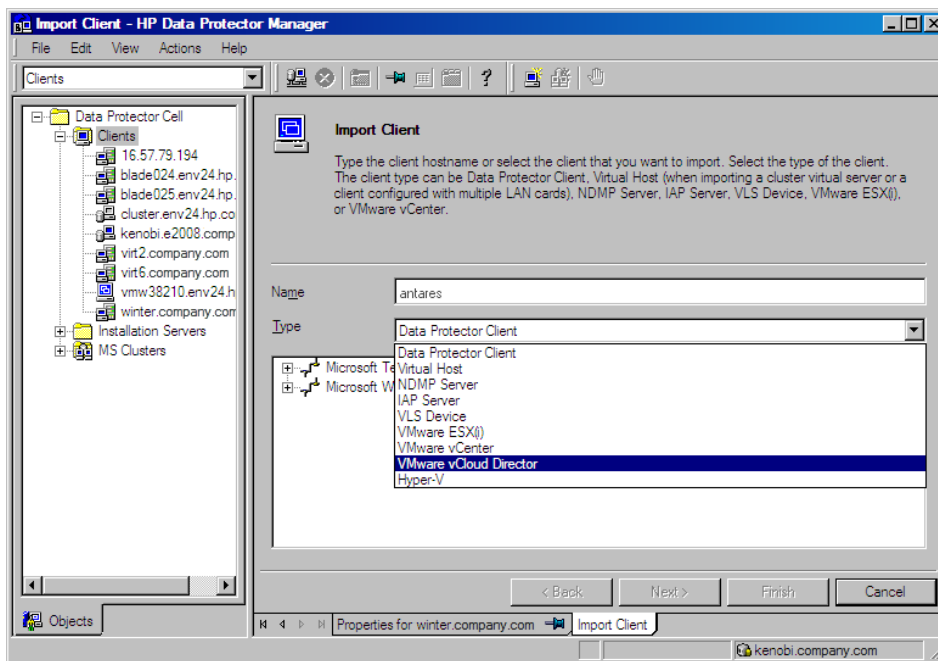 Import Client - HP Data Protector Manager
File Edit View Actions Help
Clients
Data Protector Cell
Clients
16.57.79.194
blade024.env24.hp.
blade025.env24.hp.
cluster.env24.hp.co
kenobi.e2008.comp
virt2.company.com
virt6.company.com
vmw38210.env24.h
winter.company.com
Installation Servers
MS Clusters
Objects
Import Client
Type the client hostname or select the client that you want to import. Select the type of the client.
The client type can be Data Protector Client, Virtual Host (when importing a cluster virtual server or a
client configured with multiple LAN cards), NDMP Server, IAP Server, VLS Device, VMware ESX(i),
or VMware vCenter.
Name antares
Type Data Protector Client
Microsoft Te
Microsoft W
Data Protector Client
Virtual Host
NDMP Server
IAP Server
VLS Device
VMware ESX(i)
VMware vCenter
VMware vCloud Director
Hyper-V
< Back Next > Finish Cancel
Properties for winter.company.com Import Client
kenobi.company.com